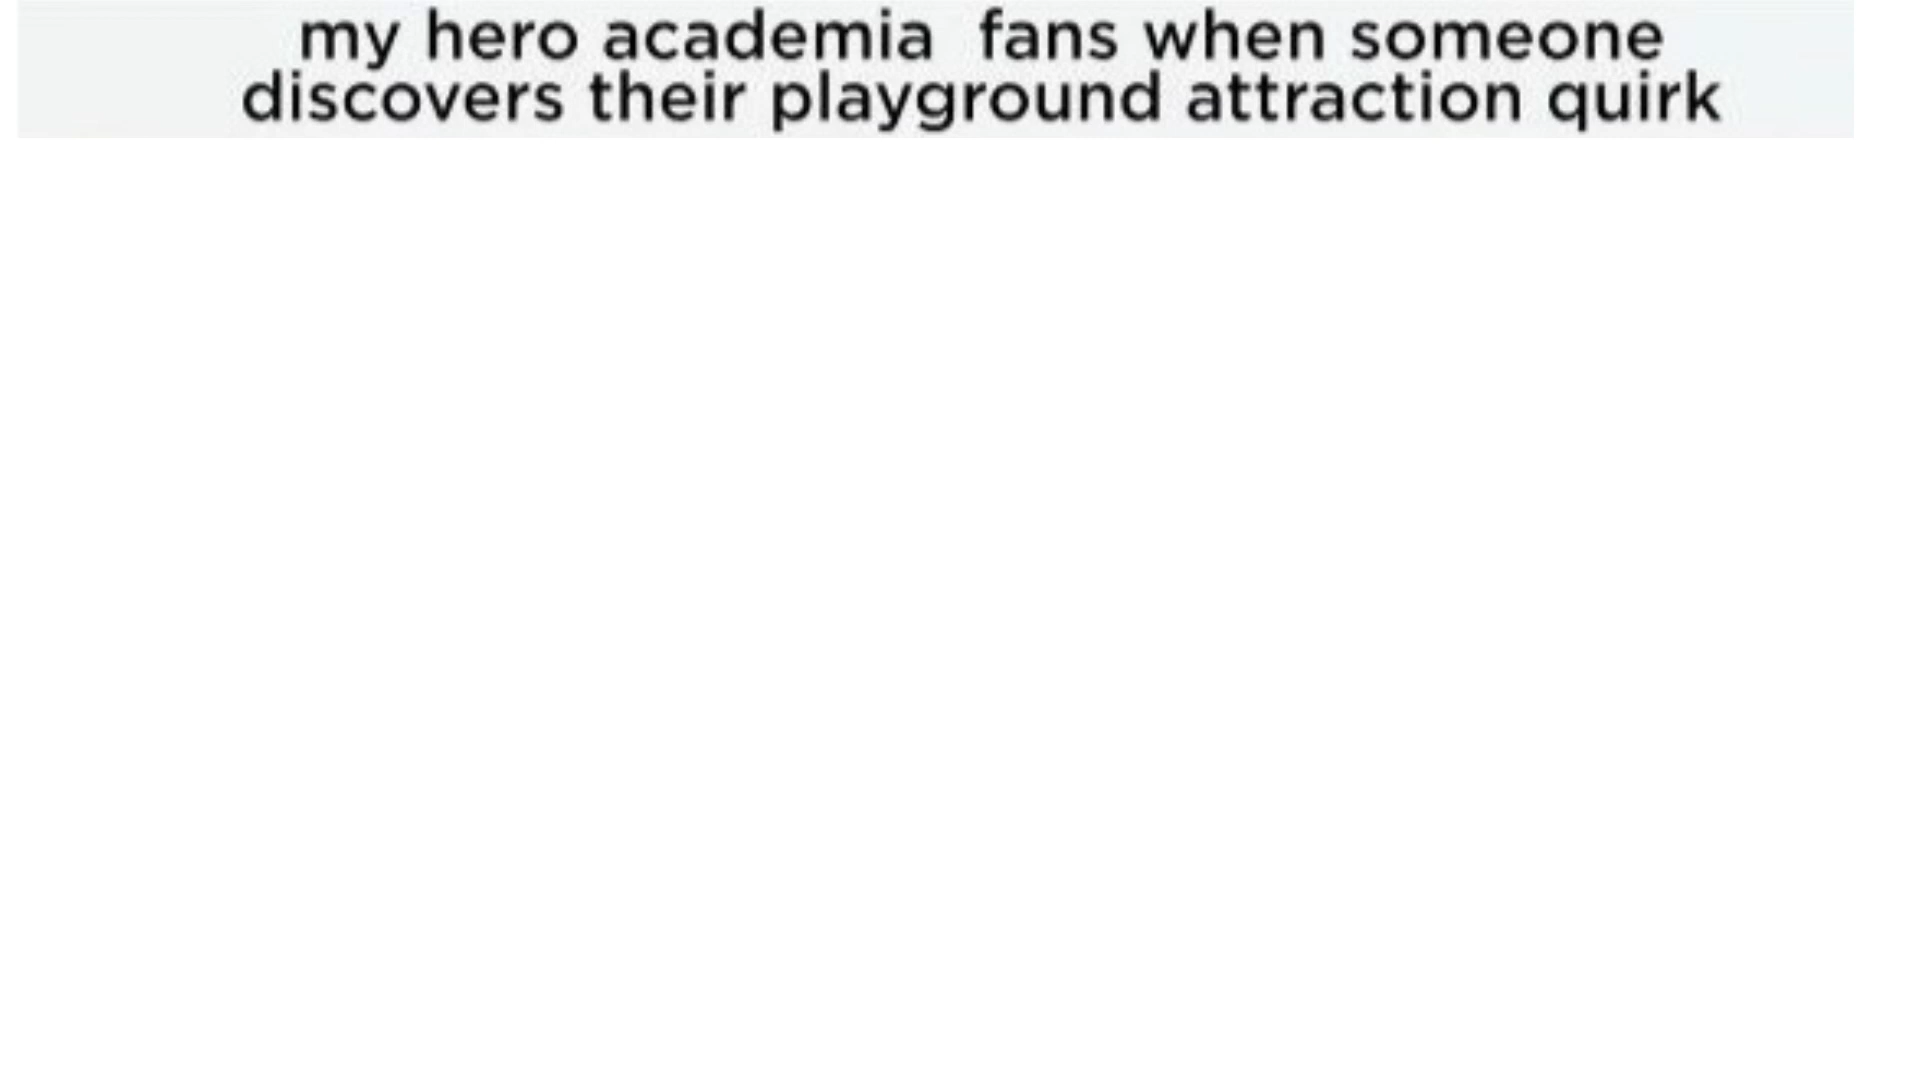 my hero academia  fans when someone
discovers their playground attraction quirk